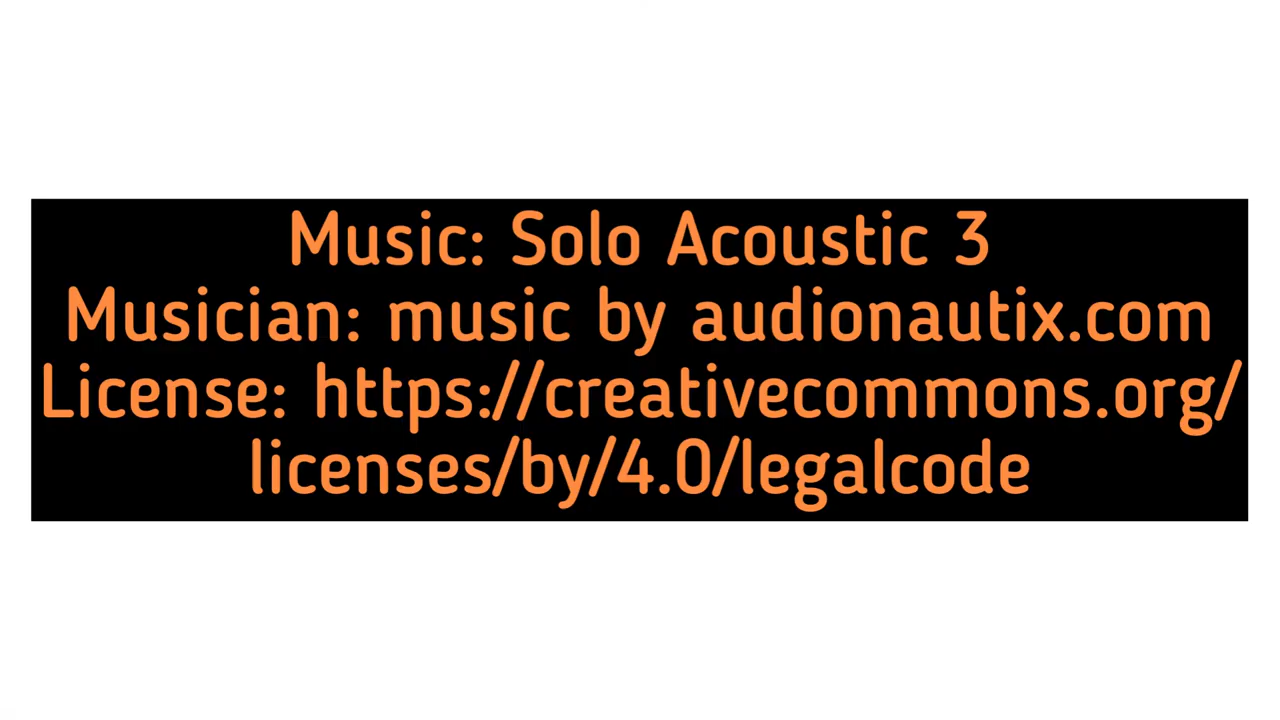 Music: Solo Acoustic 3
Musician: music by audionautix.com
License: https://creativecommons.org/
licenses/by/4.0/legalcode